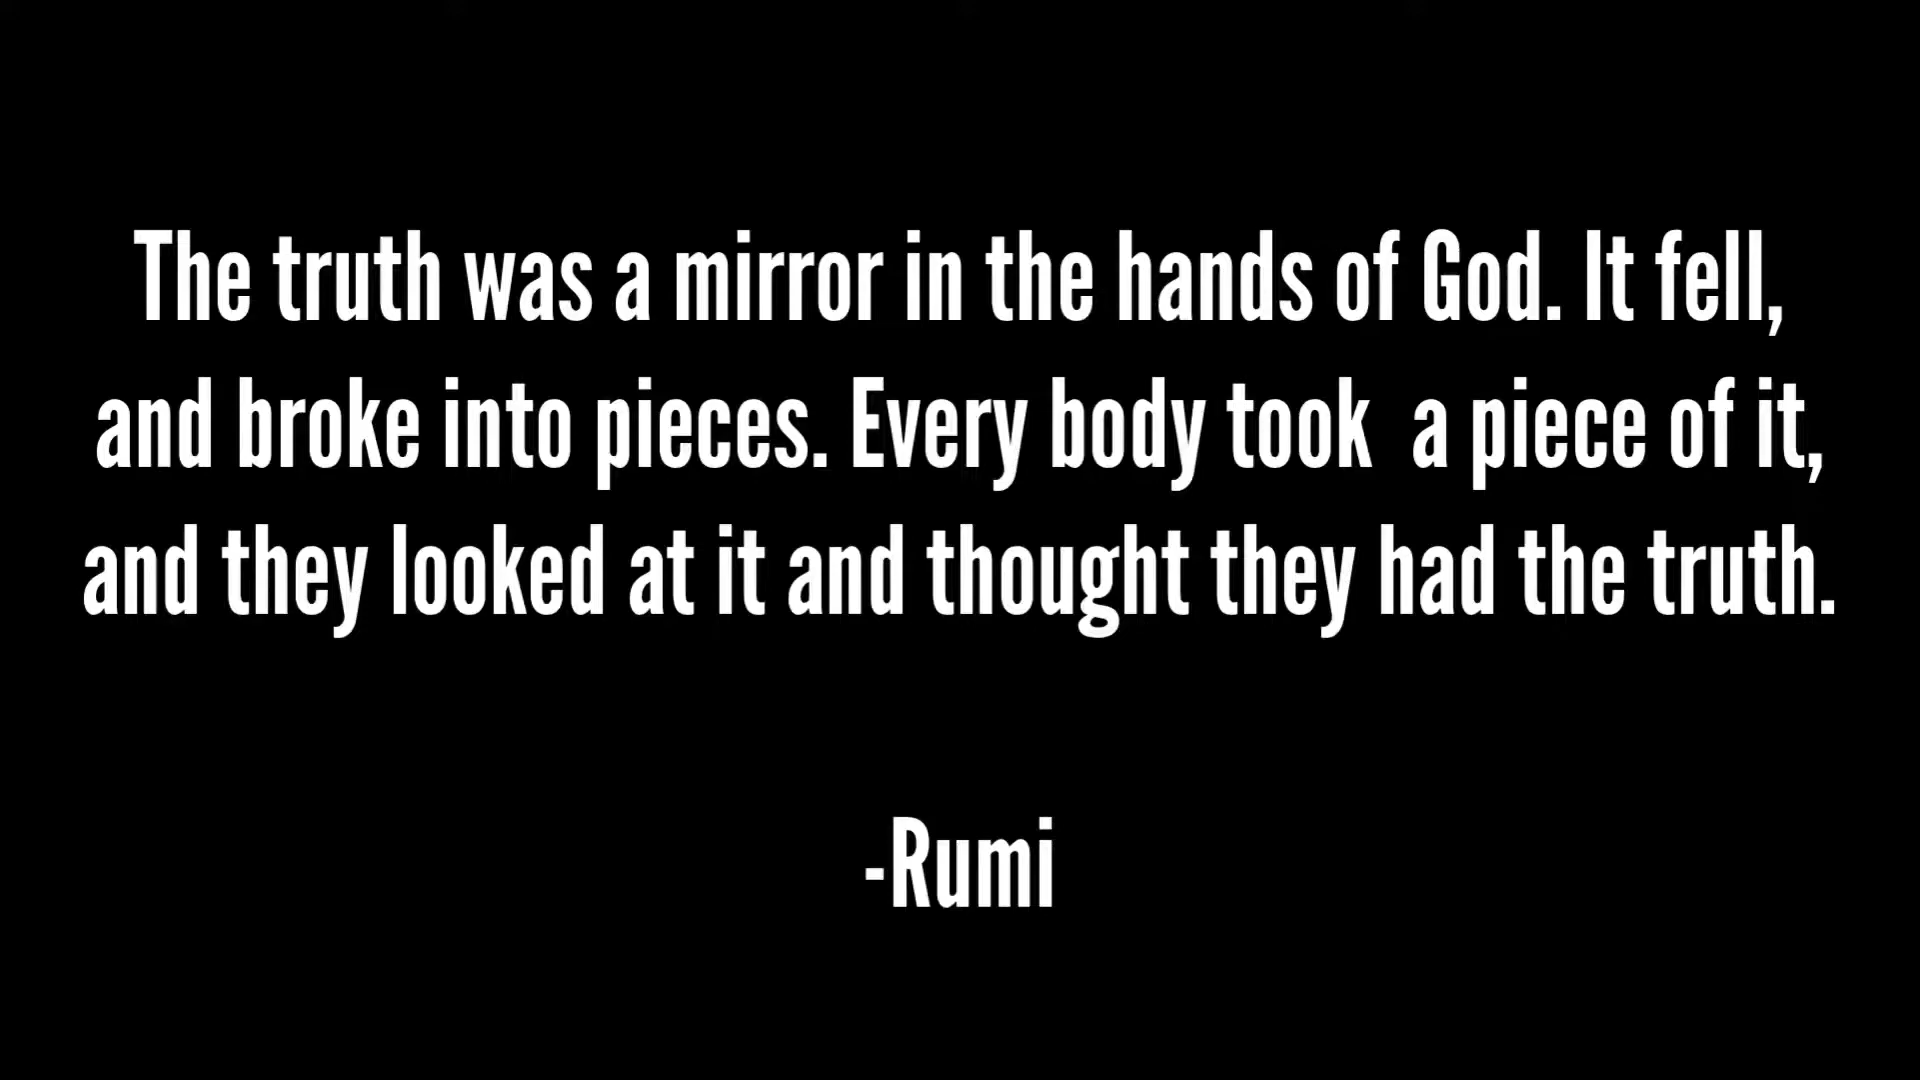 The truth was a mirror in the hands of God. It fell,
and broke into pieces. Every body took  a piece of it,
and they looked at it and thought they had the truth.
-Rumi